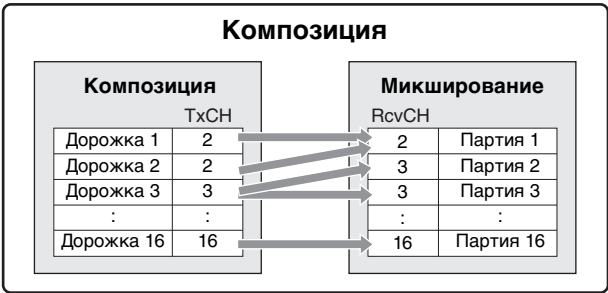 Композиция
Композиция
TxCH
Дорожка 1 2
Дорожка 2 2
Дорожка 3 3
: :
Дорожка 16 16
Микширование
RcvCH
2 Партия 1
3 Партия 2
3 Партия 3
: :
16 Партия 16